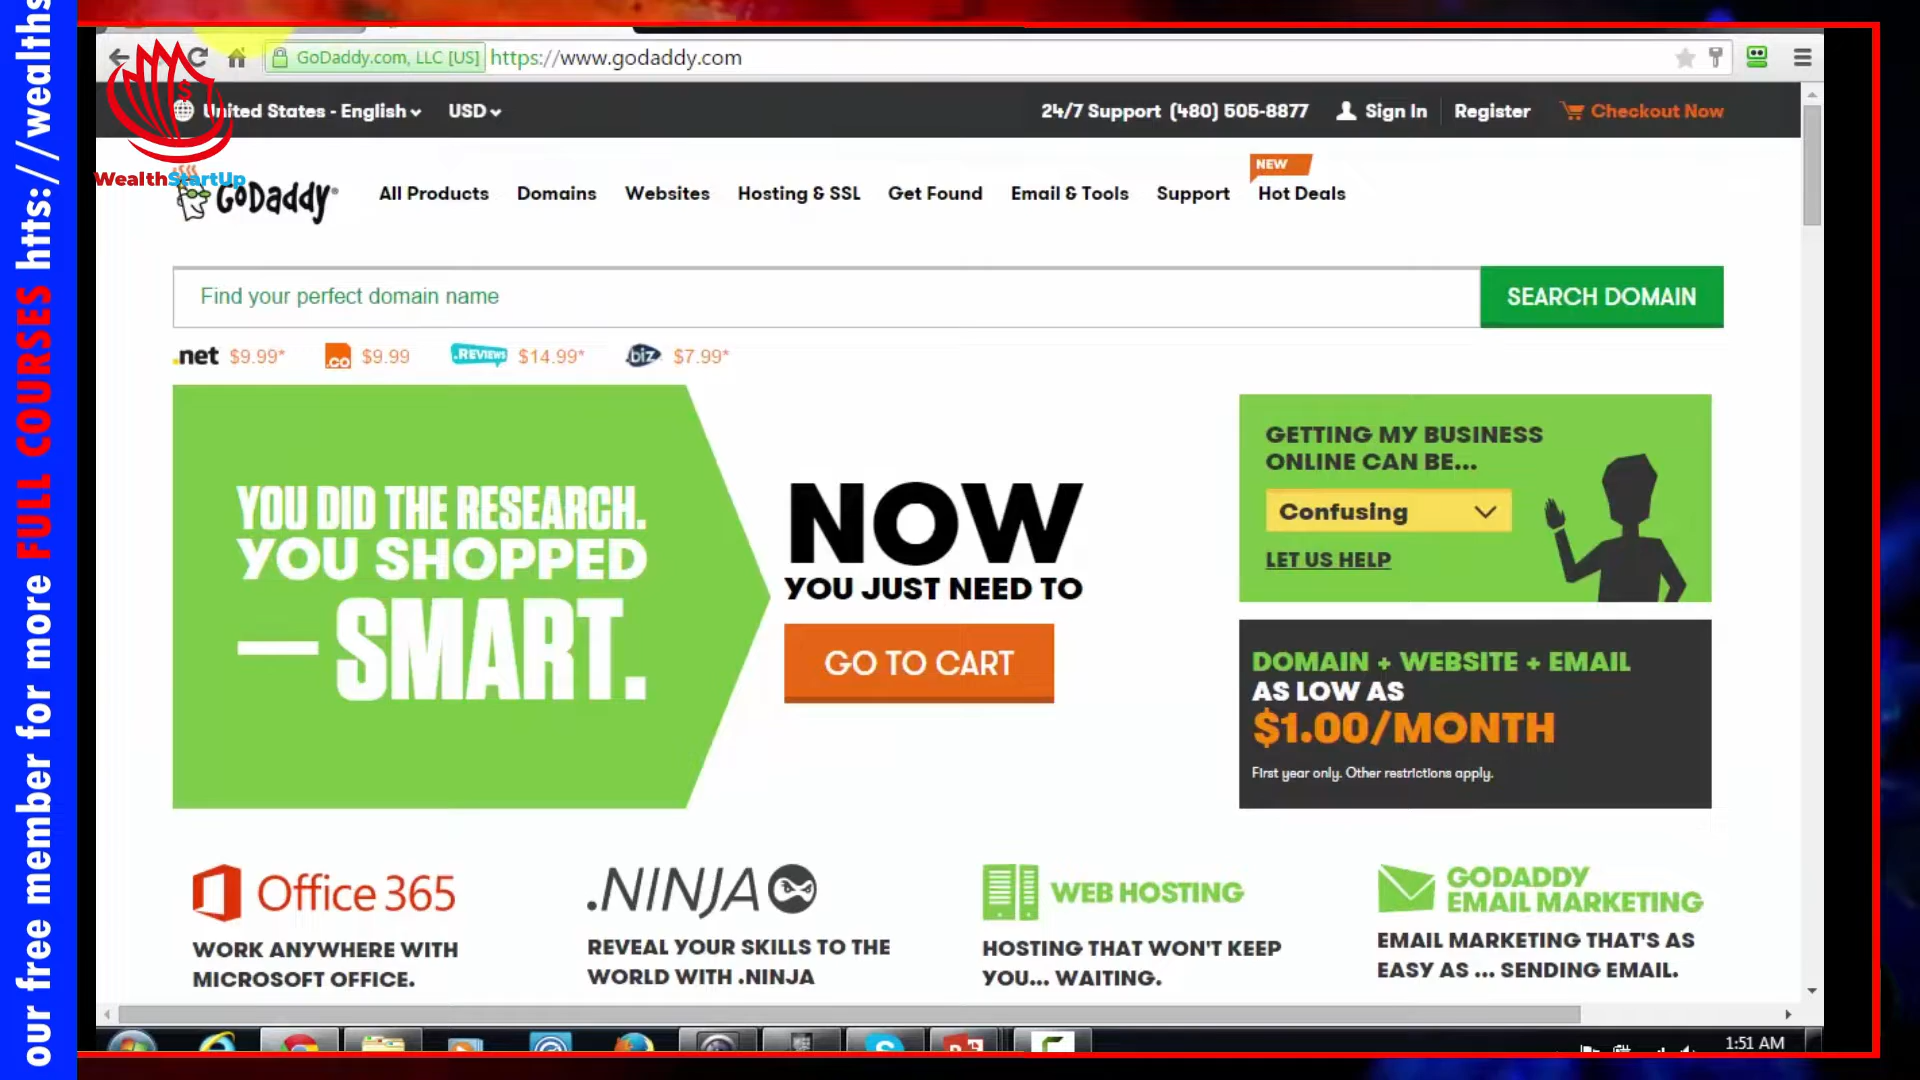 our free member for more FULL COURSES htts://wealths
GoDaddy.com, LLC [US] https://www.godaddy.com
United States - English USD 24/7 Support (480) 505-8877 Sign In Register Checkout Now
WealthStartUp
NEW
GoDaddy All Products Domains Websites Hosting & SSL Get Found Email & Tools Support Hot Deals
Find your perfect domain name SEARCH DOMAIN
.net $9.99* .co $9.99 .REVIEWS $14.99* .biz $7.99*
YOU DID THE RESEARCH.
YOU SHOPPED
— SMART.
NOW
YOU JUST NEED TO
GO TO CART
GETTING MY BUSINESS
ONLINE CAN BE...
Confusing
LET US HELP
DOMAIN + WEBSITE + EMAIL
AS LOW AS
$1.00/MONTH
First year only. Other restrictions apply.
Office 365
WORK ANYWHERE WITH
MICROSOFT OFFICE.
.NINJA
REVEAL YOUR SKILLS TO THE
WORLD WITH .NINJA
WEB HOSTING
HOSTING THAT WON'T KEEP
YOU... WAITING.
GODADDY
EMAIL MARKETING
EMAIL MARKETING THAT'S AS
EASY AS ... SENDING EMAIL.
1:51 AM